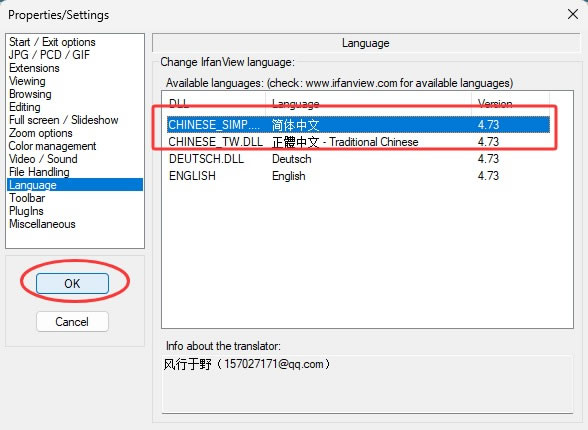 Properties/Settings
Start / Exit options
JPG / PCD / GIF
Extensions
Viewing
Browsing
Editing
Full screen / Slideshow
Zoom options
Color management
Video / Sound
File Handling
Language
Toolbar
PlugIns
Miscellaneous
OK
Cancel
Language
Change IrfanView language:
Available languages: (check: www.irfanview.com for available languages)
DLL Language Version
CHINESE_SIMP.... 简体中文 4.73
CHINESE_TW.DLL 正體中文 - Traditional Chinese 4.73
DEUTSCH.DLL Deutsch 4.73
ENGLISH English 4.73
Info about the translator:
风行于野（157027171@qq.com）